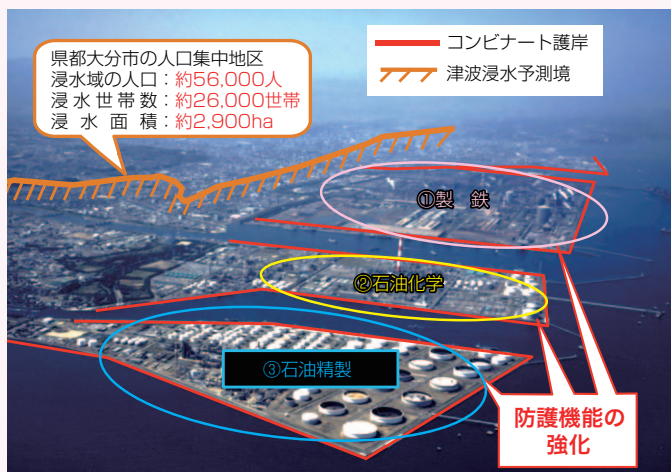 県都大分市の人口集中地区
浸水域の人口：約56,000人
浸水世帯数：約26,000世帯
浸水面積：約2,900ha
コンビナート護岸
津波浸水予測境
①製 鉄
②石油化学
③石油精製
防護機能の
強化